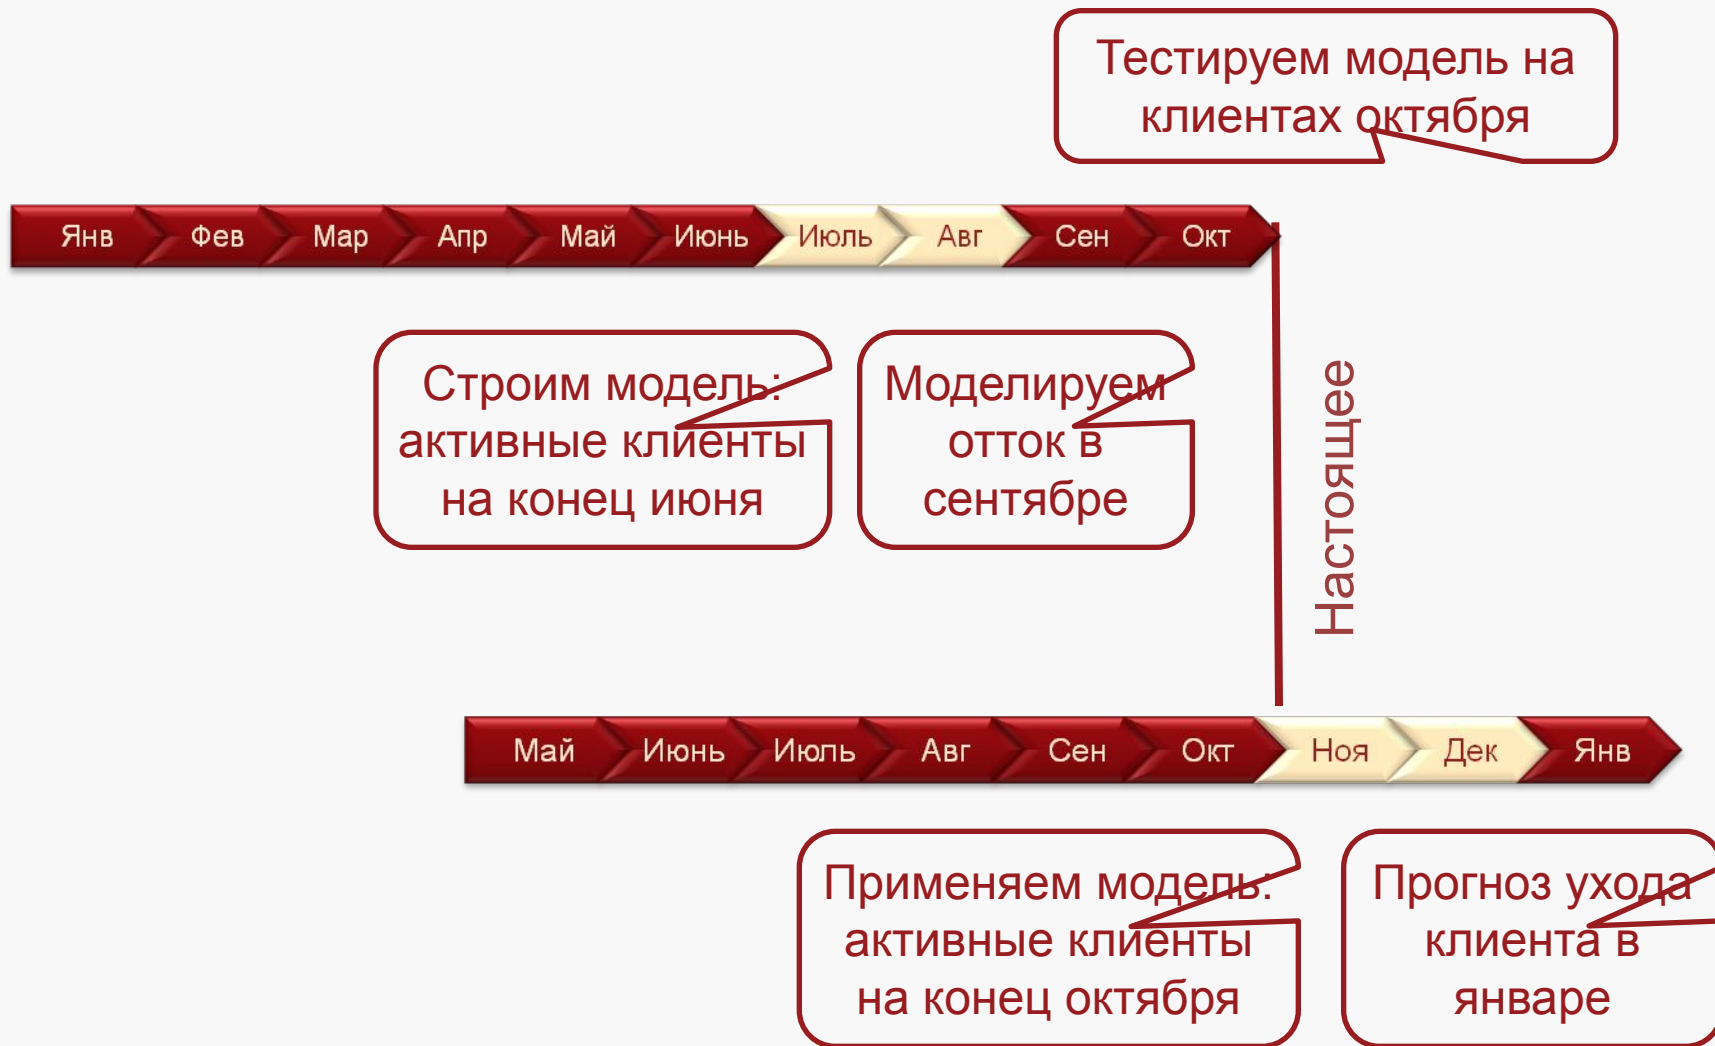 Тестируем модель на
клиентах октября
Янв Фев Мар Апр Май Июнь Июль Авг Сен Окт
Строим модель:
активные клиенты
на конец июня
Моделируем
отток в
сентябре
Настоящее
Май Июнь Июль Авг Сен Окт Ноя Дек Янв
Применяем модель:
активные клиенты
на конец октября
Прогноз ухода
клиента в
январе